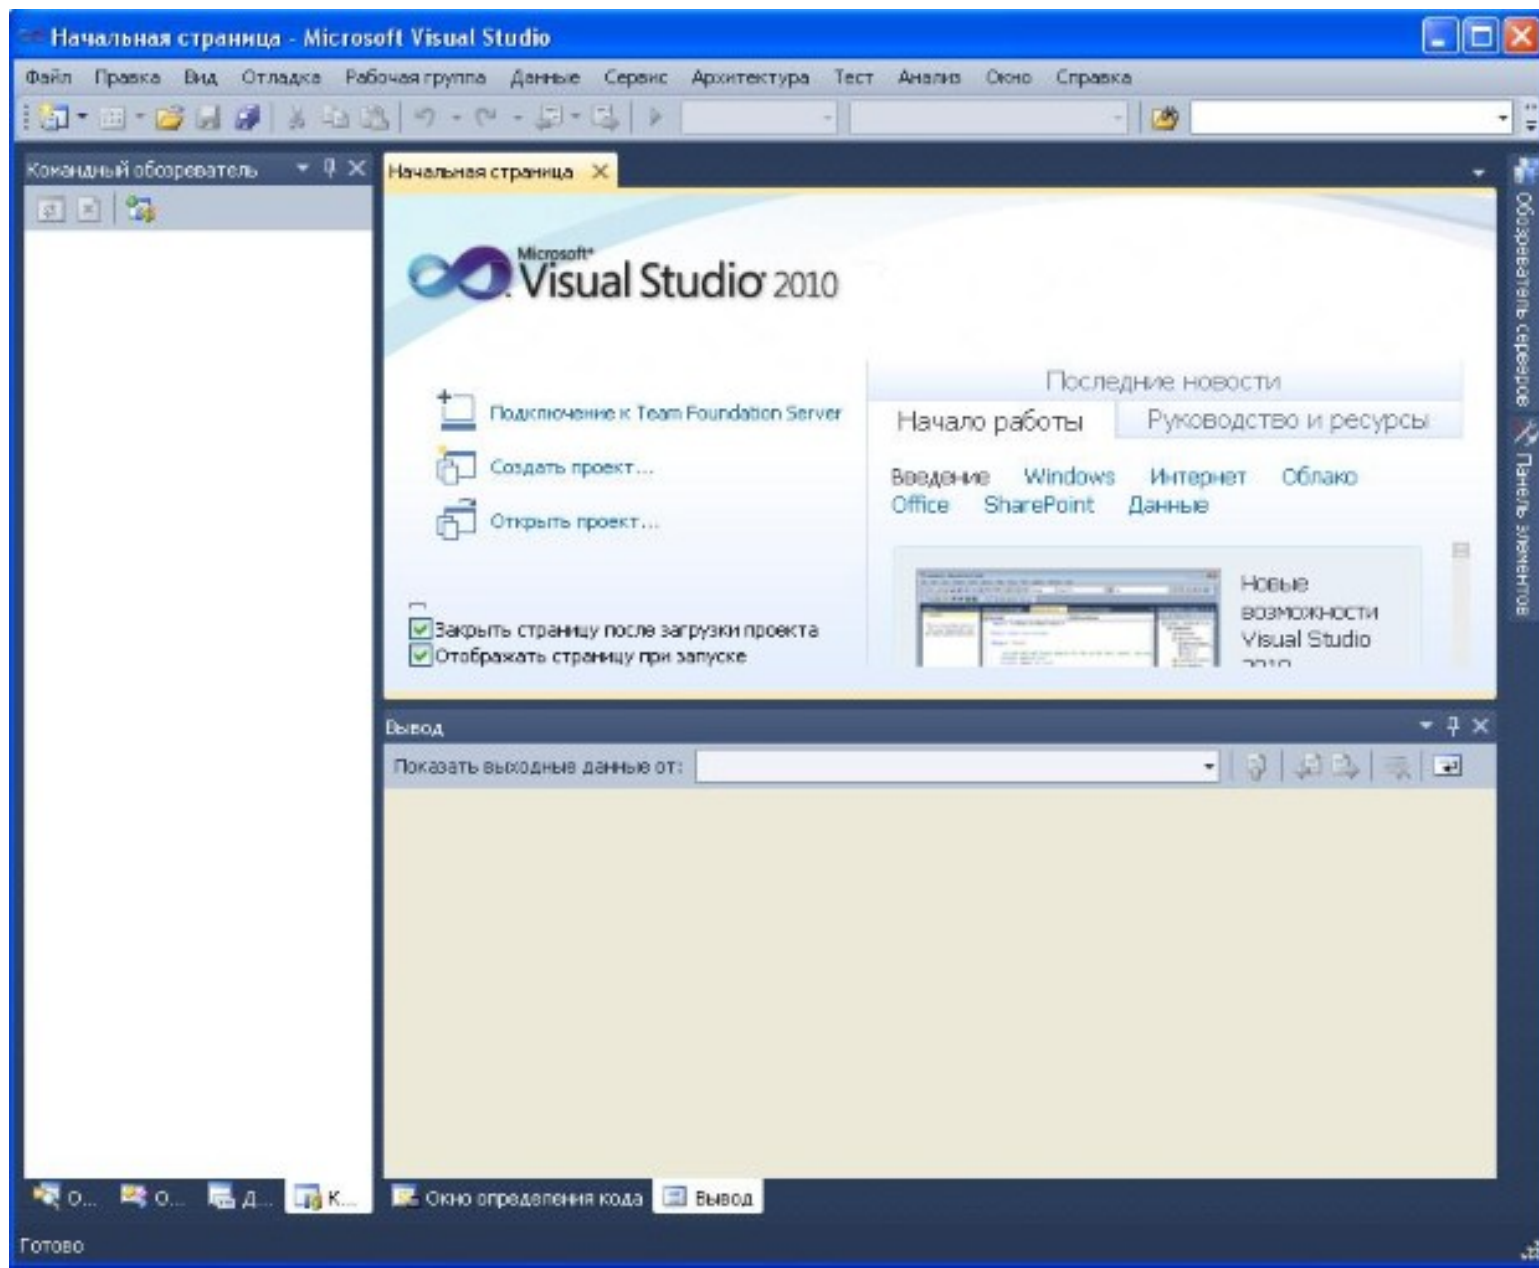 Начальная страница - Microsoft Visual Studio
Файл Правка Вид Отладка Рабочая группа Данные Сервис Архитектура Тест Анализ Окно Справка
Командный обозреватель
Начальная страница
Microsoft®
Visual Studio 2010
Подключение к Team Foundation Server
Создать проект...
Открыть проект...
Закрыть страницу после загрузки проекта
Отображать страницу при запуске
Последние новости
Начало работы Руководство и ресурсы
Введение Windows Интернет Облако
Office SharePoint Данные
Новые
возможности
Visual Studio
2010
Обозреватель серверов
Панель элементов
Вывод
Показать выходные данные от:
О... О... Д... К...
Окно определения кода Вывод
Готово